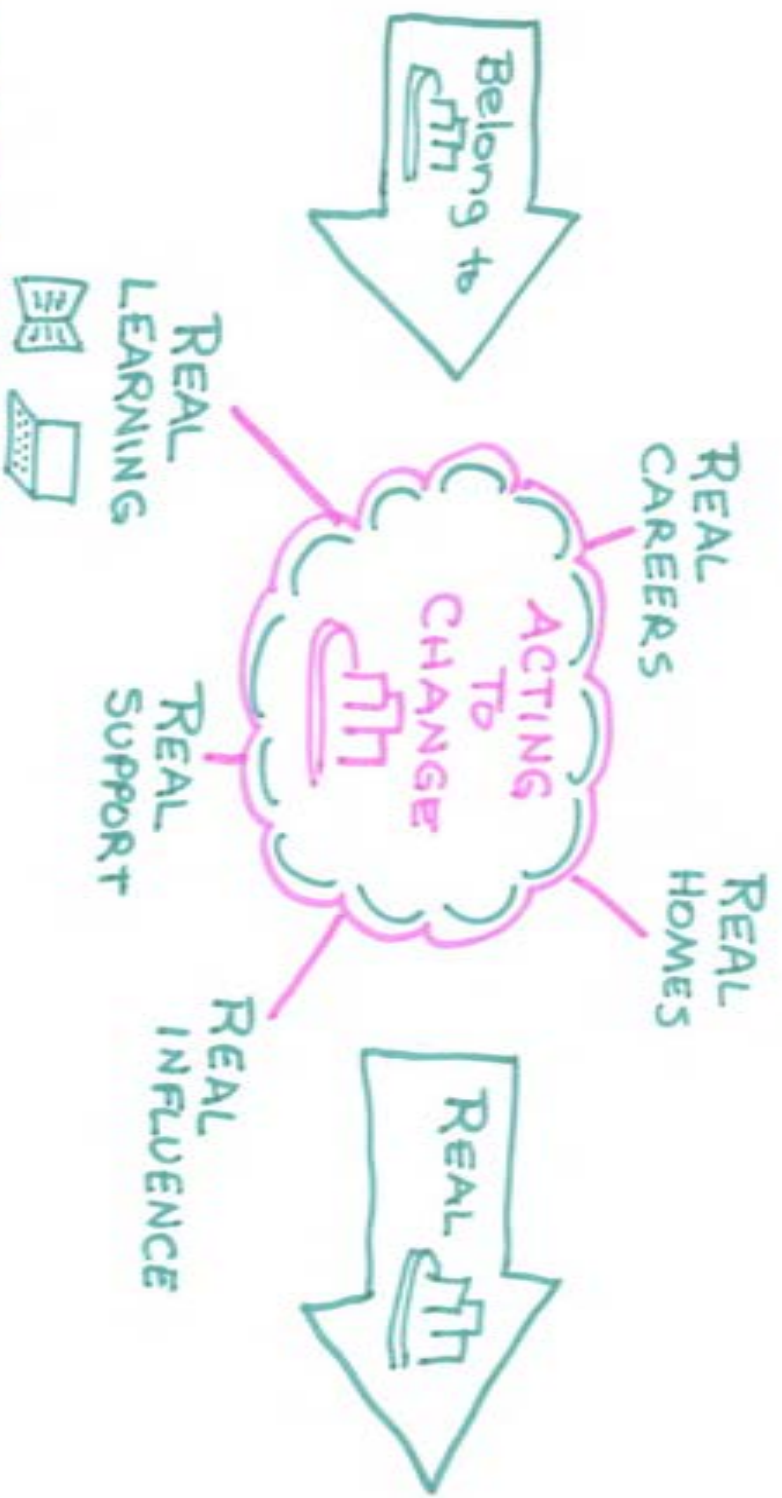 Belong to
REAL
CAREERS
REAL
HOMES
ACTING
TO
CHANGE
REAL
LEARNING
REAL
SUPPORT
REAL
INFLUENCE
REAL